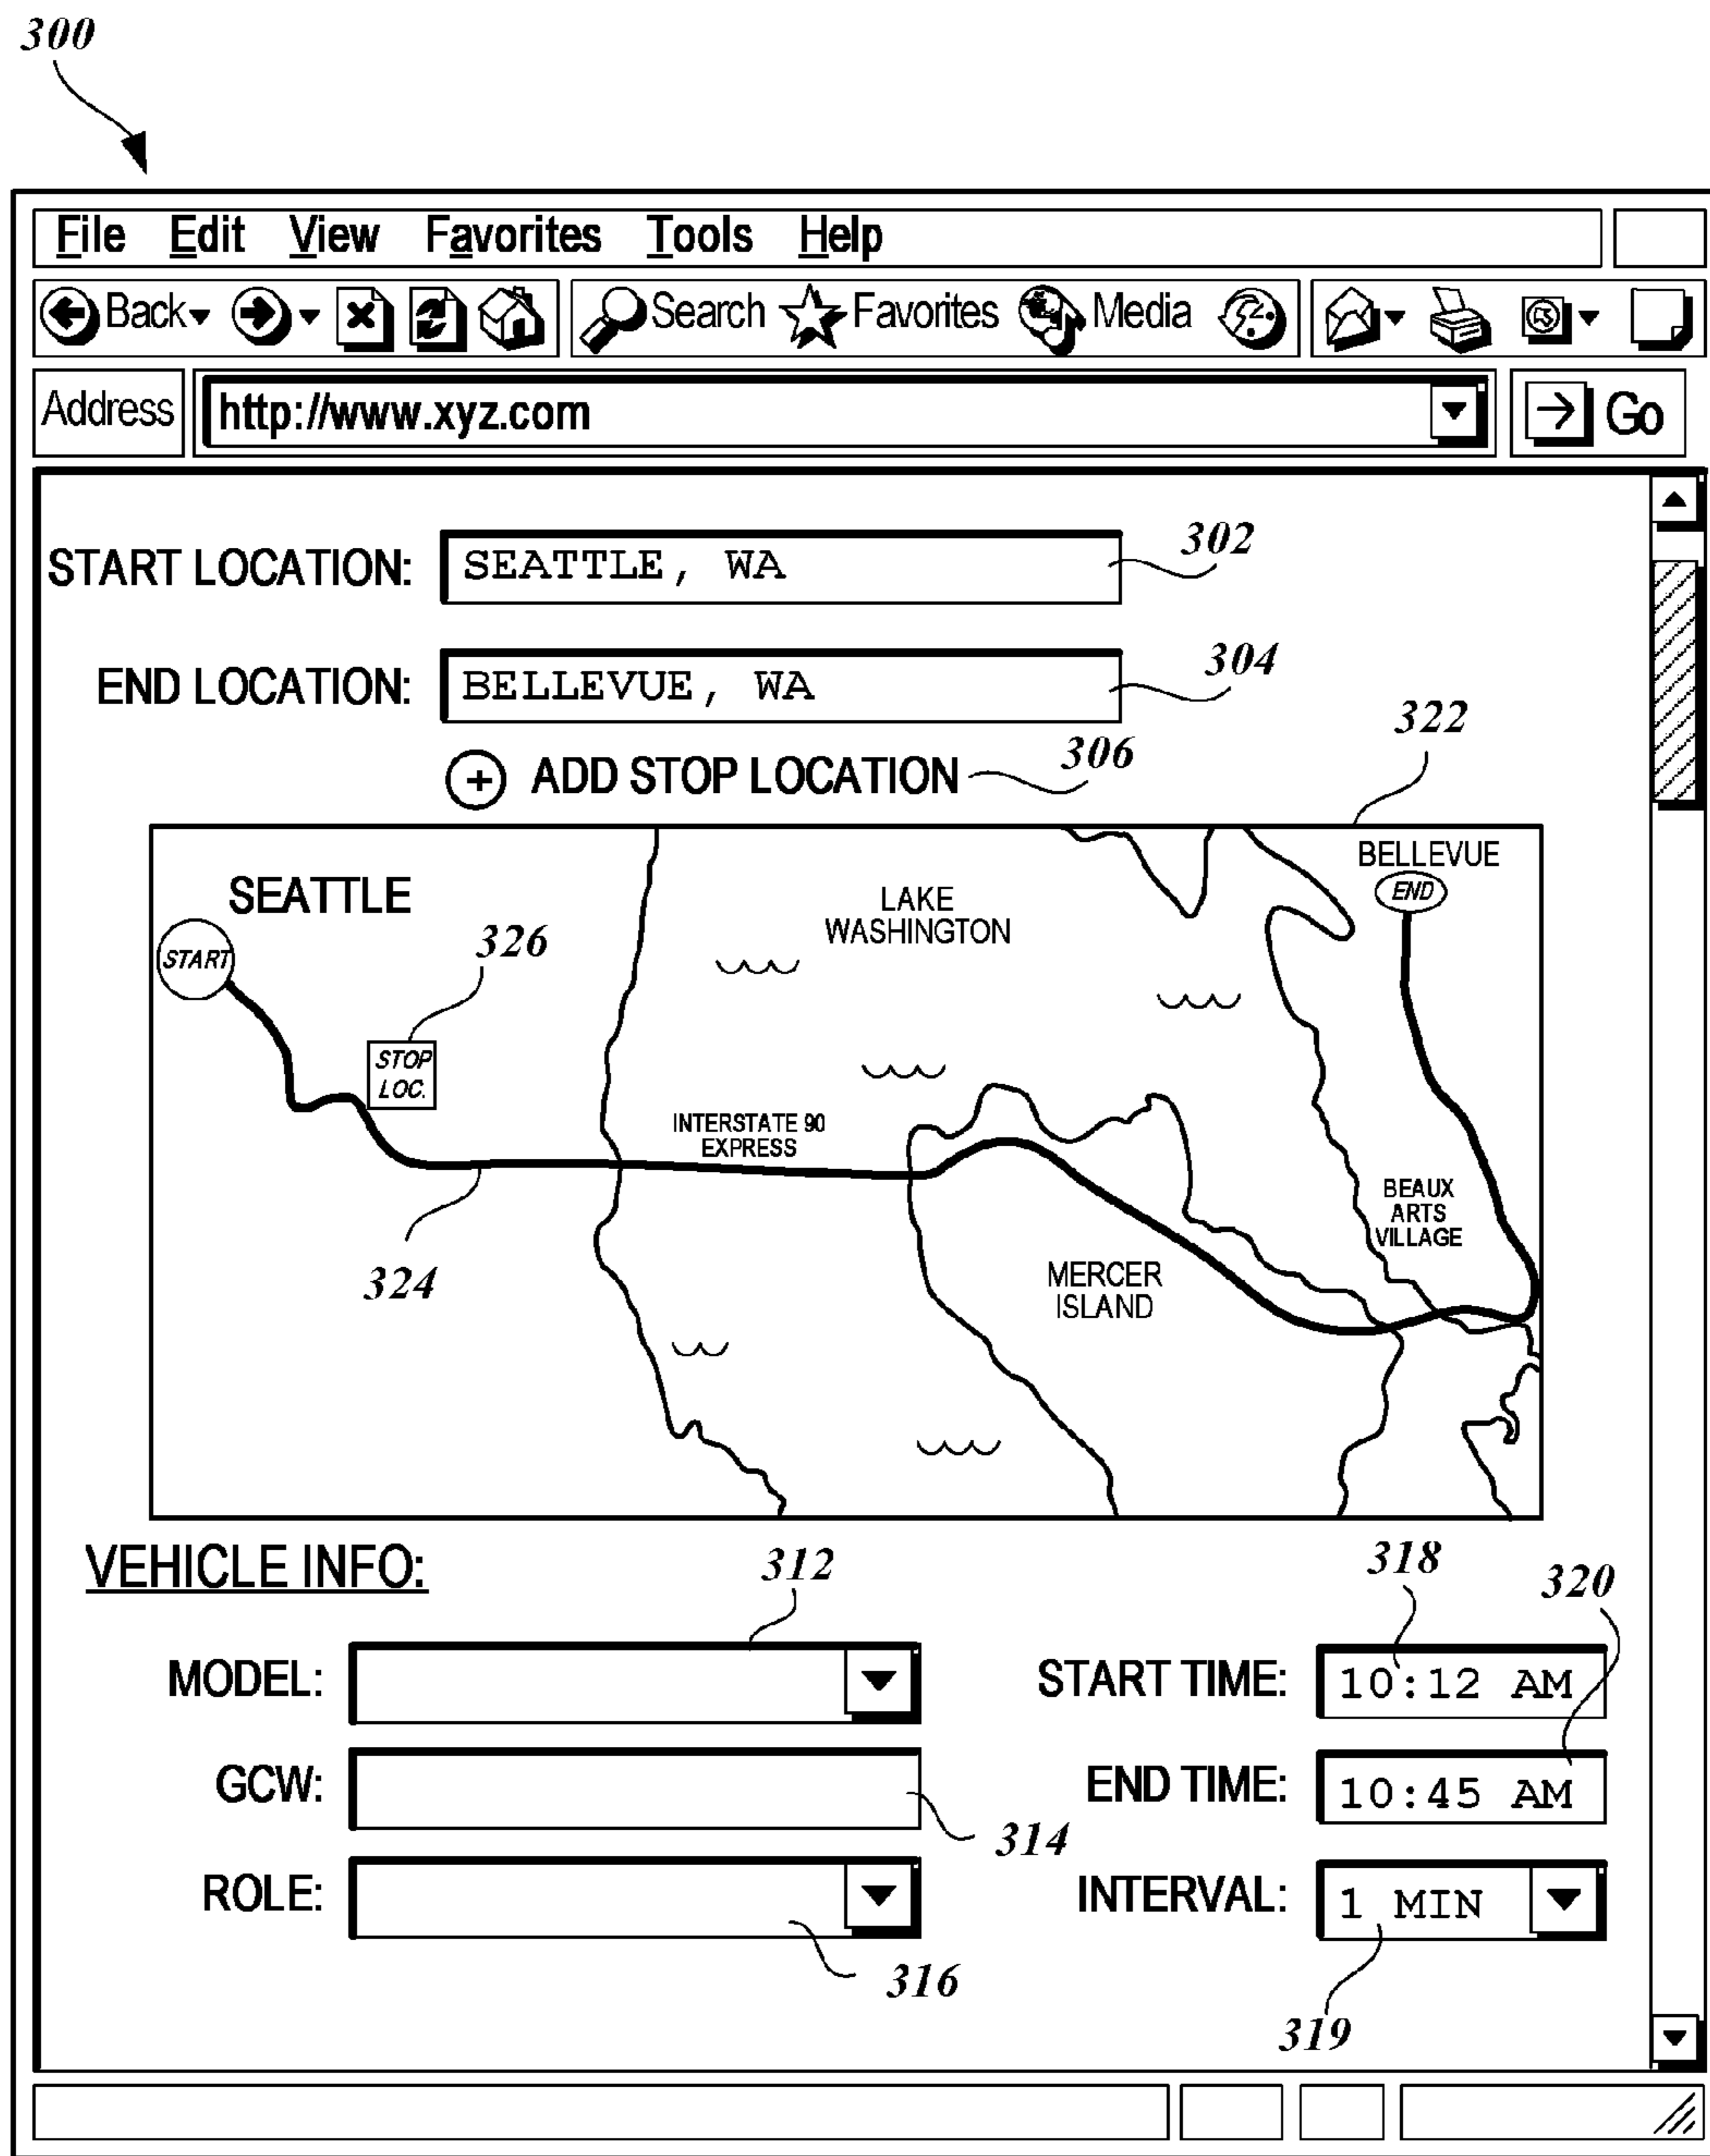 300
File Edit View Favorites Tools Help
Back Search Favorites Media
Address http://www.xyz.com Go
START LOCATION: SEATTLE, WA 302
END LOCATION: BELLEVUE, WA 304
322
+ ADD STOP LOCATION 306
BELLEVUE
END
SEATTLE
LAKE
WASHINGTON
START
326
STOP
LOC.
INTERSTATE 90
EXPRESS
BEAUX
ARTS
VILLAGE
324
MERCER
ISLAND
VEHICLE INFO:
312
318
320
MODEL:
START TIME: 10:12 AM
GCW:
314
END TIME: 10:45 AM
ROLE:
316
INTERVAL: 1 MIN
319